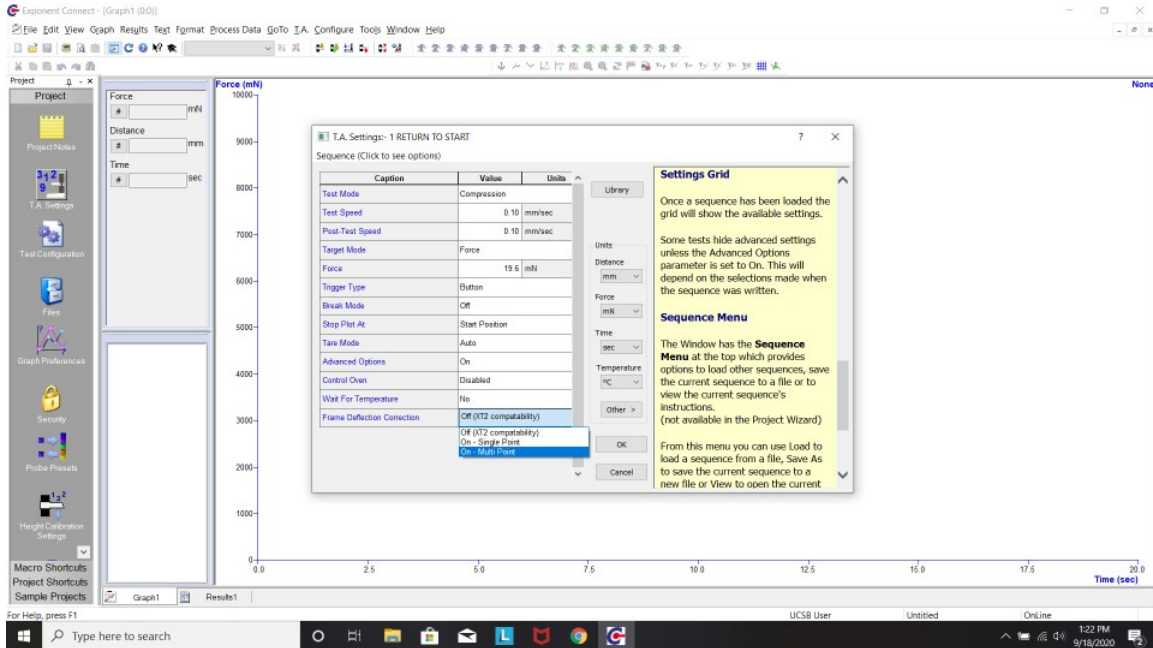 Exponent Connect - [Graph1 (0:0)]
File Edit View Graph Results Text Format Process Data GoTo T.A. Configure Tools Window Help
Project
Project
Project Notes
T.A. Settings
Test Configuration
Files
Graph Preferences
Security
Probe Presets
Height Calibration
Settings
Macro Shortcuts
Project Shortcuts
Sample Projects
Force
# mN
Distance
# mm
Time
# sec
Force (mN)
None
10000
9000
8000
7000
6000
5000
4000
3000
2000
1000
0
0.0 2.5 5.0 7.5 10.0 12.5 15.0 17.5 20.0
Time (sec)
T.A. Settings:- 1 RETURN TO START
Sequence (Click to see options)
Caption Value Units
Test Mode Compression
Test Speed 0.10 mm/sec
Post-Test Speed 0.10 mm/sec
Target Mode Force
Force 19.6 mN
Trigger Type Button
Break Mode Off
Stop Plot At Start Position
Tare Mode Auto
Advanced Options On
Control Oven Disabled
Wait For Temperature No
Frame Deflection Correction Off (XT2 compatability)
Off (XT2 compatability)
On - Single Point
On - Multi Point
Library
Units
Distance
mm
Force
mN
Time
sec
Temperature
°C
Other >
OK
Cancel
Settings Grid
Once a sequence has been loaded the
grid will show the available settings.
Some tests hide advanced settings
unless the Advanced Options
parameter is set to On. This will
depend on the selections made when
the sequence was written.
Sequence Menu
The Window has the Sequence
Menu at the top which provides
options to load other sequences, save
the current sequence to a file or to
view the current sequence's
instructions.
(not available in the Project Wizard)
From this menu you can use Load to
load a sequence from a file, Save As
to save the current sequence to a
new file or View to open the current
Graph1 Results1
For Help, press F1
UCSB User Untitled OnLine
Type here to search
1:22 PM
9/18/2020